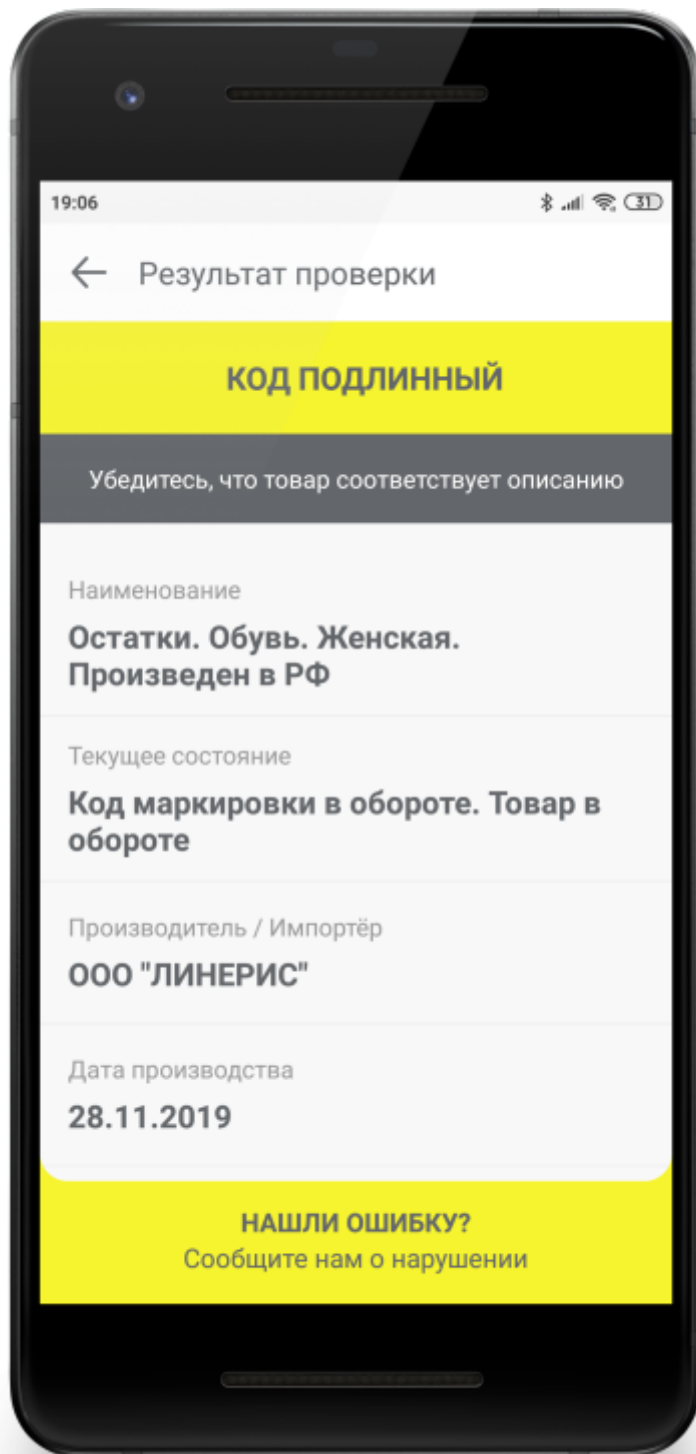 19:06
31
Результат проверки
КОД ПОДЛИННЫЙ
Убедитесь, что товар соответствует описанию
Наименование
Остатки. Обувь. Женская.
Произведен в РФ
Текущее состояние
Код маркировки в обороте. Товар в
обороте
Производитель / Импортёр
ООО "ЛИНЕРИС"
Дата производства
28.11.2019
НАШЛИ ОШИБКУ?
Сообщите нам о нарушении